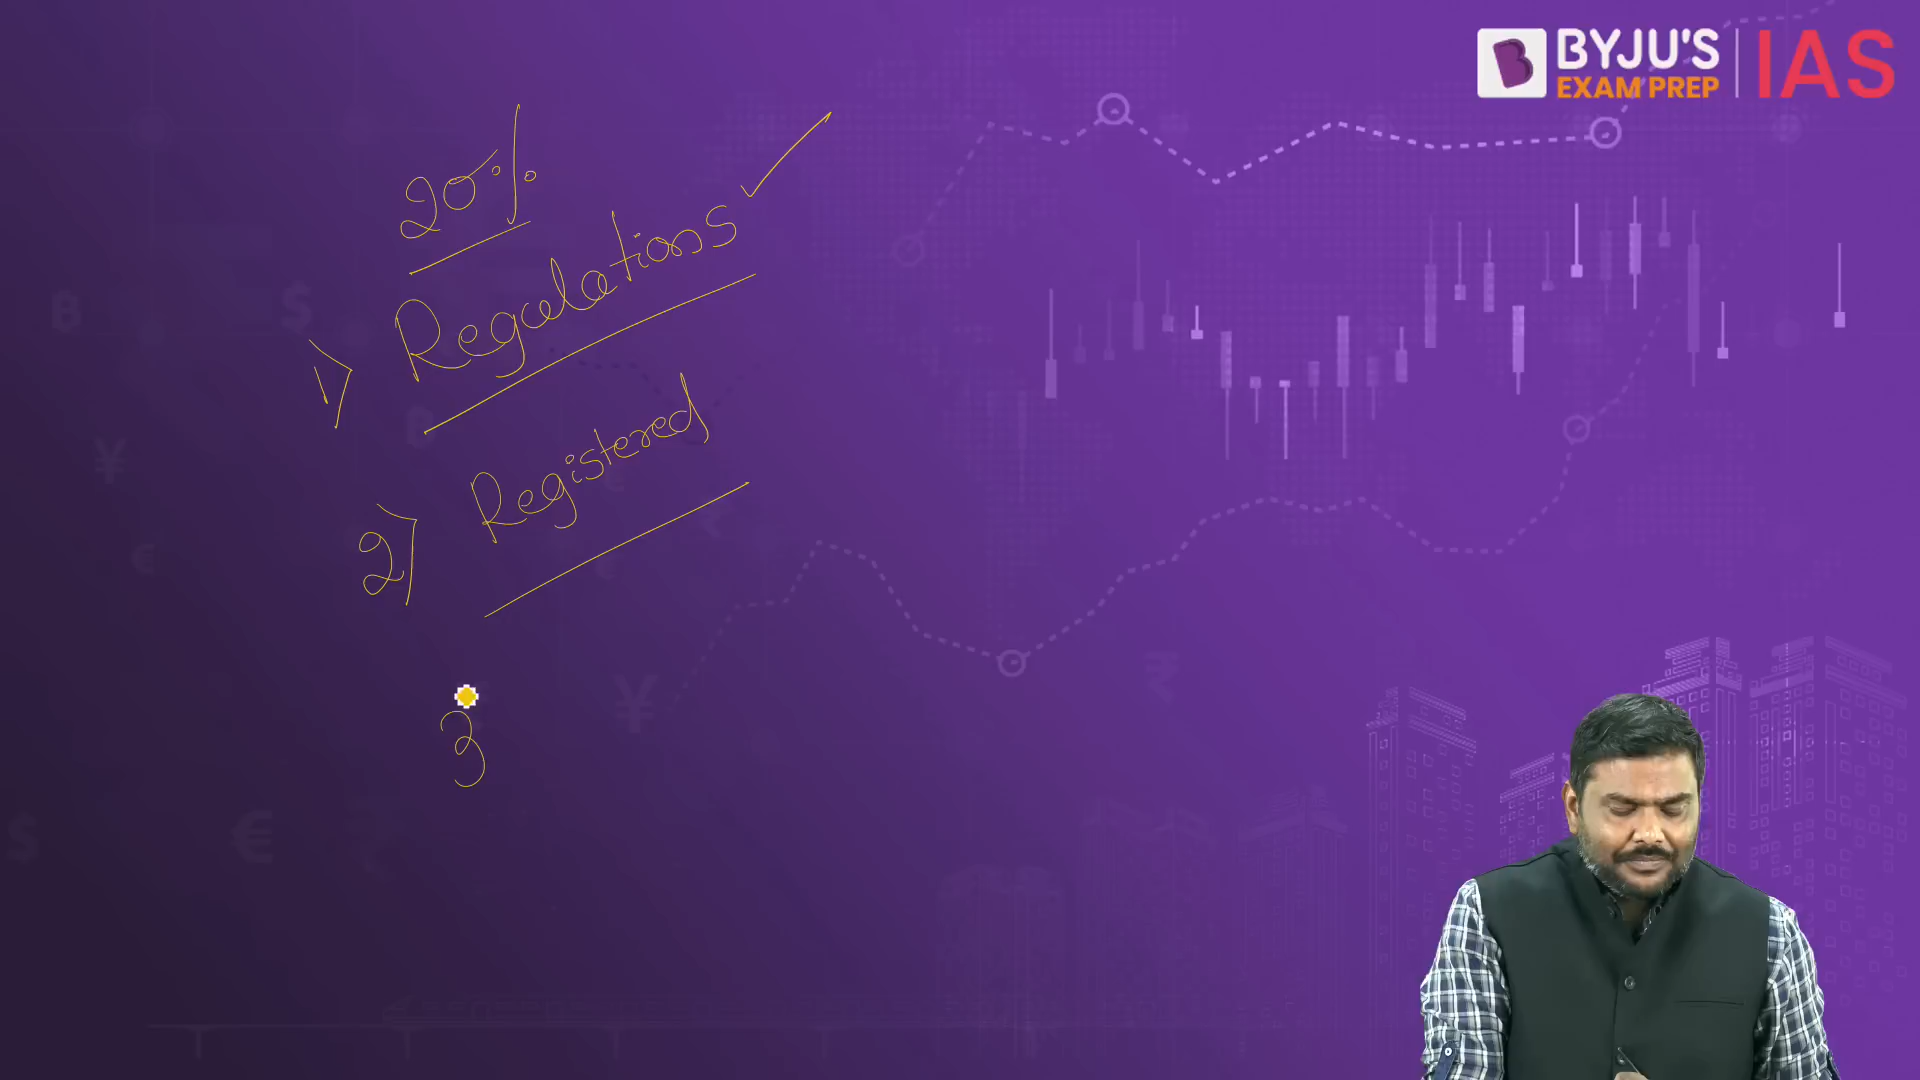 BYJU'S
EXAM PREP
IAS
20%
1) Regulations ✓
2) Registered
3